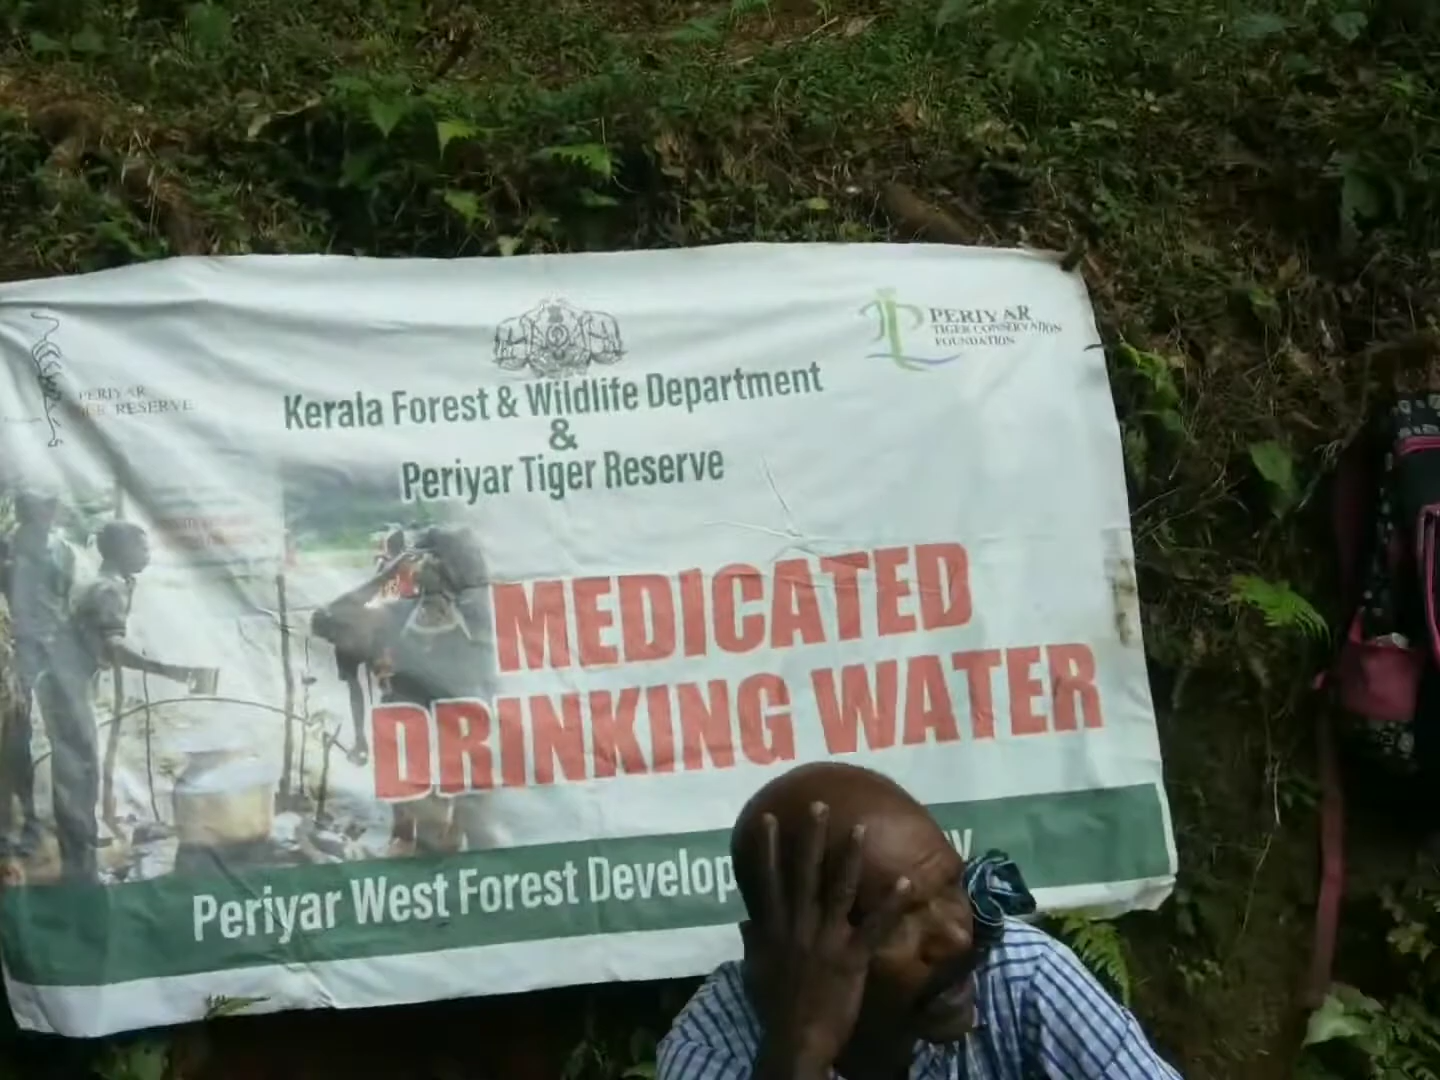 PERIYAR
TIGER CONSERVATION
FOUNDATION
PERIYAR
RESERVE
Kerala Forest & Wildlife Department
&
Periyar Tiger Reserve
MEDICATED
DRINKING WATER
Periyar West Forest Develop